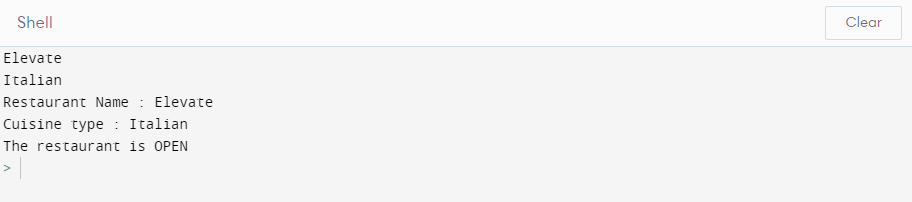 Shell
Clear
Elevate
Italian
Restaurant Name : Elevate
Cuisine type : Italian
The restaurant is OPEN
>